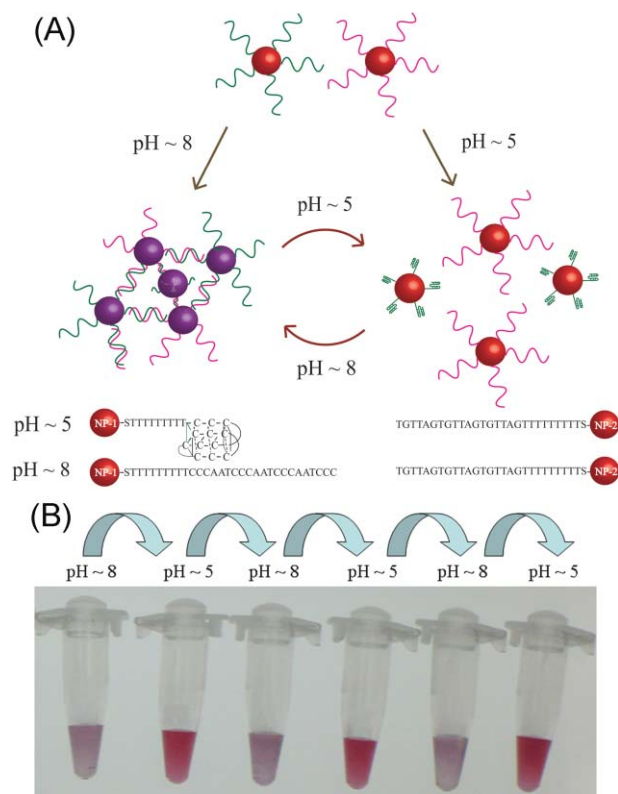 (A)
pH ~ 8
pH ~ 5
pH ~ 5
pH ~ 8
pH ~ 5
NP-1 -STTTTTTTTT-C-C-C
C-C-C
C-C-C
C-C-C
TGTTAGTGTTAGTGTTAGTTTTTTTTTS- NP-2
pH ~ 8
NP-1 -STTTTTTTTTCCCAATCCCAATCCCAATCCC
TGTTAGTGTTAGTGTTAGTTTTTTTTTS- NP-2
(B)
pH ~ 8 pH ~ 5 pH ~ 8 pH ~ 5 pH ~ 8 pH ~ 5